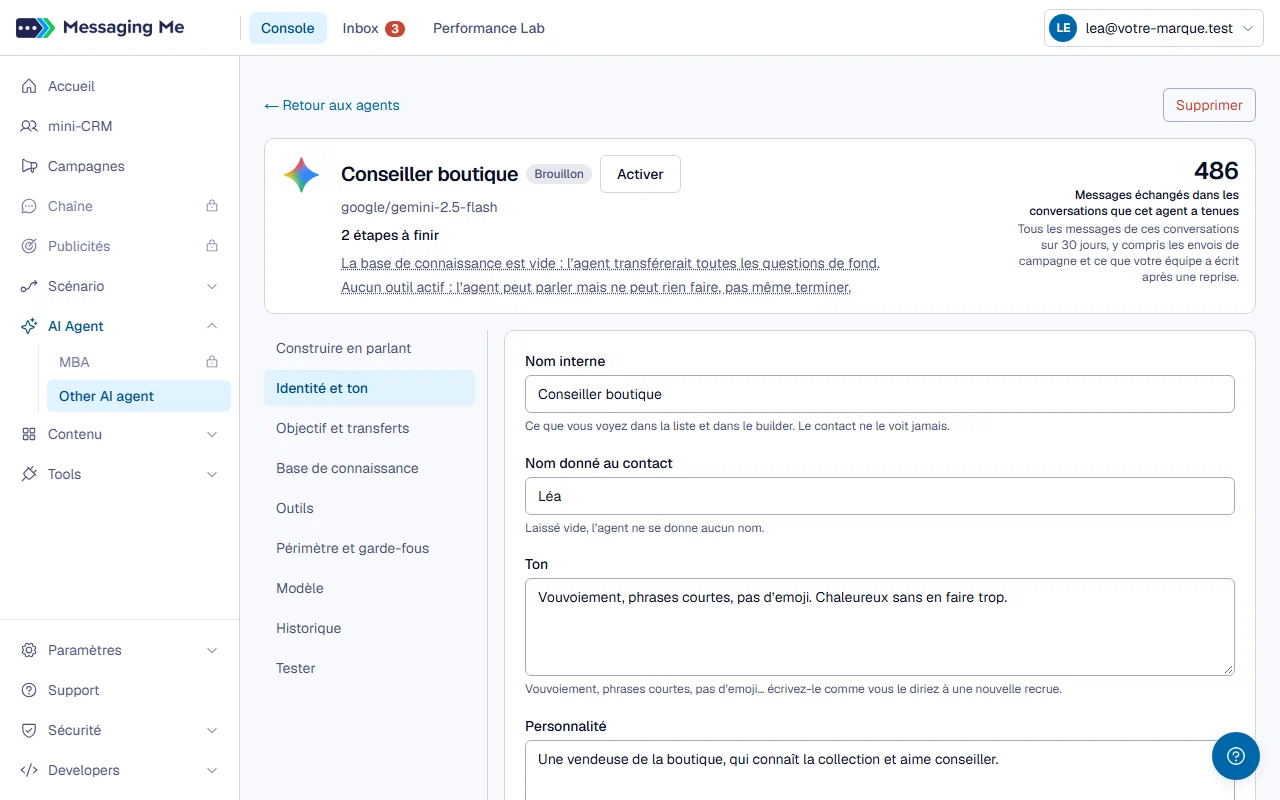 Messaging Me
Console
Inbox 3
Performance Lab
LE lea@votre-marque.test
Accueil
mini-CRM
Campagnes
Chaîne
Publicités
Scénario
AI Agent
MBA
Other AI agent
Contenu
Tools
Paramètres
Support
Sécurité
Developers
← Retour aux agents
Supprimer
Conseiller boutique Brouillon Activer
google/gemini-2.5-flash
2 étapes à finir
La base de connaissance est vide : l'agent transférerait toutes les questions de fond.
Aucun outil actif : l'agent peut parler mais ne peut rien faire, pas même terminer.
486
Messages échangés dans les
conversations que cet agent a tenues
Tous les messages de ces conversations
sur 30 jours, y compris les envois de
campagne et ce que votre équipe a écrit
après une reprise.
Construire en parlant
Identité et ton
Objectif et transferts
Base de connaissance
Outils
Périmètre et garde-fous
Modèle
Historique
Tester
Nom interne
Conseiller boutique
Ce que vous voyez dans la liste et dans le builder. Le contact ne le voit jamais.
Nom donné au contact
Léa
Laissé vide, l'agent ne se donne aucun nom.
Ton
Vouvoiement, phrases courtes, pas d'emoji. Chaleureux sans en faire trop.
Vouvoiement, phrases courtes, pas d'emoji… écrivez-le comme vous le diriez à une nouvelle recrue.
Personnalité
Une vendeuse de la boutique, qui connaît la collection et aime conseiller.